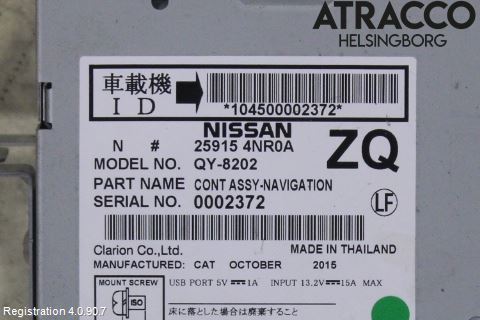 ATRACCO
HELSINGBORG
車載機
ID
*104500002372*
NISSAN
N # 25915 4NR0A
ZQ
MODEL NO. QY-8202
PART NAME CONT ASSY-NAVIGATION
SERIAL NO. 0002372
LF
Clarion Co.,Ltd. MADE IN THAILAND
MANUFACTURED: CAT OCTOBER 2015
MOUNT SCREW USB PORT 5V ⎓ 1A INPUT 13.2V ⎓ 15A MAX
ISO
床に落とした場合は廃棄すること
Registration 4.0.90.7